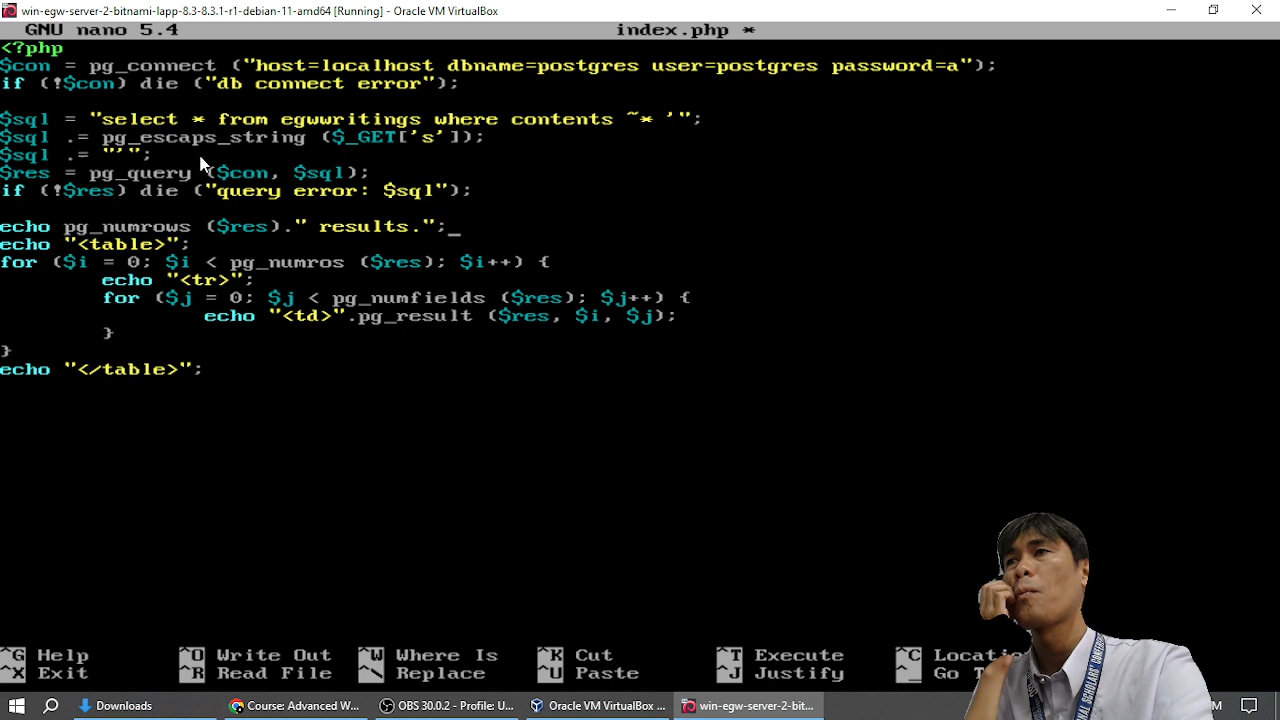 win-egw-server-2-bitnami-lapp-8.3-8.3.1-r1-debian-11-amd64 [Running] - Oracle VM VirtualBox
GNU nano 5.4 index.php *
<?php
$con = pg_connect ("host=localhost dbname=postgres user=postgres password=a");
if (!$con) die ("db connect error");
$sql = "select * from egwwritings where contents ~* '";
$sql .= pg_escaps_string ($_GET['s']);
$sql .= "'";
$res = pg_query ($con, $sql);
if (!$res) die ("query error: $sql");
echo pg_numrows ($res)." results.";_
echo "<table>";
for ($i = 0; $i < pg_numros ($res); $i++) {
echo "<tr>";
for ($j = 0; $j < pg_numfields ($res); $j++) {
echo "<td>".pg_result ($res, $i, $j);
}
}
echo "</table>";
^G Help ^O Write Out ^W Where Is ^K Cut ^T Execute ^C
^X Exit ^R Read File ^\ Replace ^U Paste ^J Justify ^_ Go
NAL SCHOLARS' CONFERENC
Downloads Course: Advanced W... OBS 30.0.2 - Profile: U... Oracle VM VirtualBox ... win-egw-server-2-bit... M